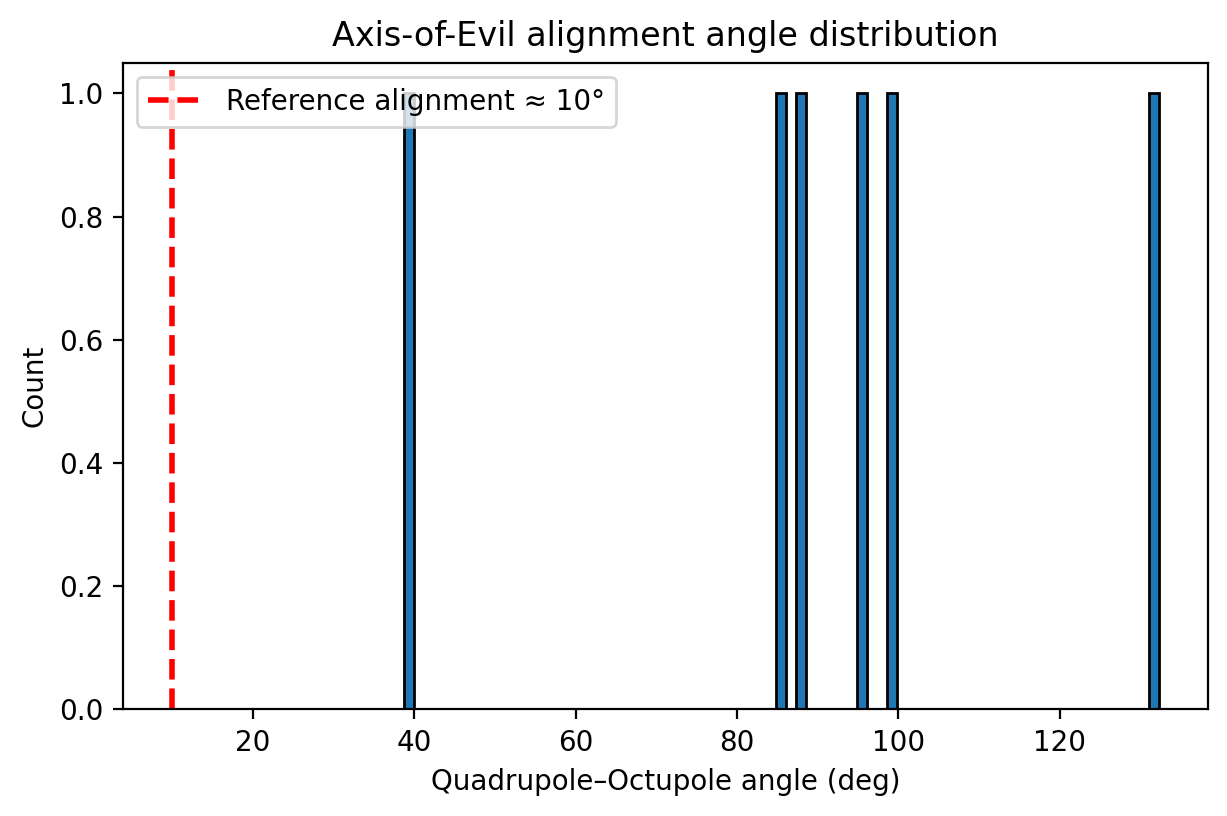 Axis-of-Evil alignment angle distribution
Reference alignment ≈ 10°
1.0
0.8
0.6
0.4
0.2
0.0
Count
20 40 60 80 100 120
Quadrupole–Octupole angle (deg)